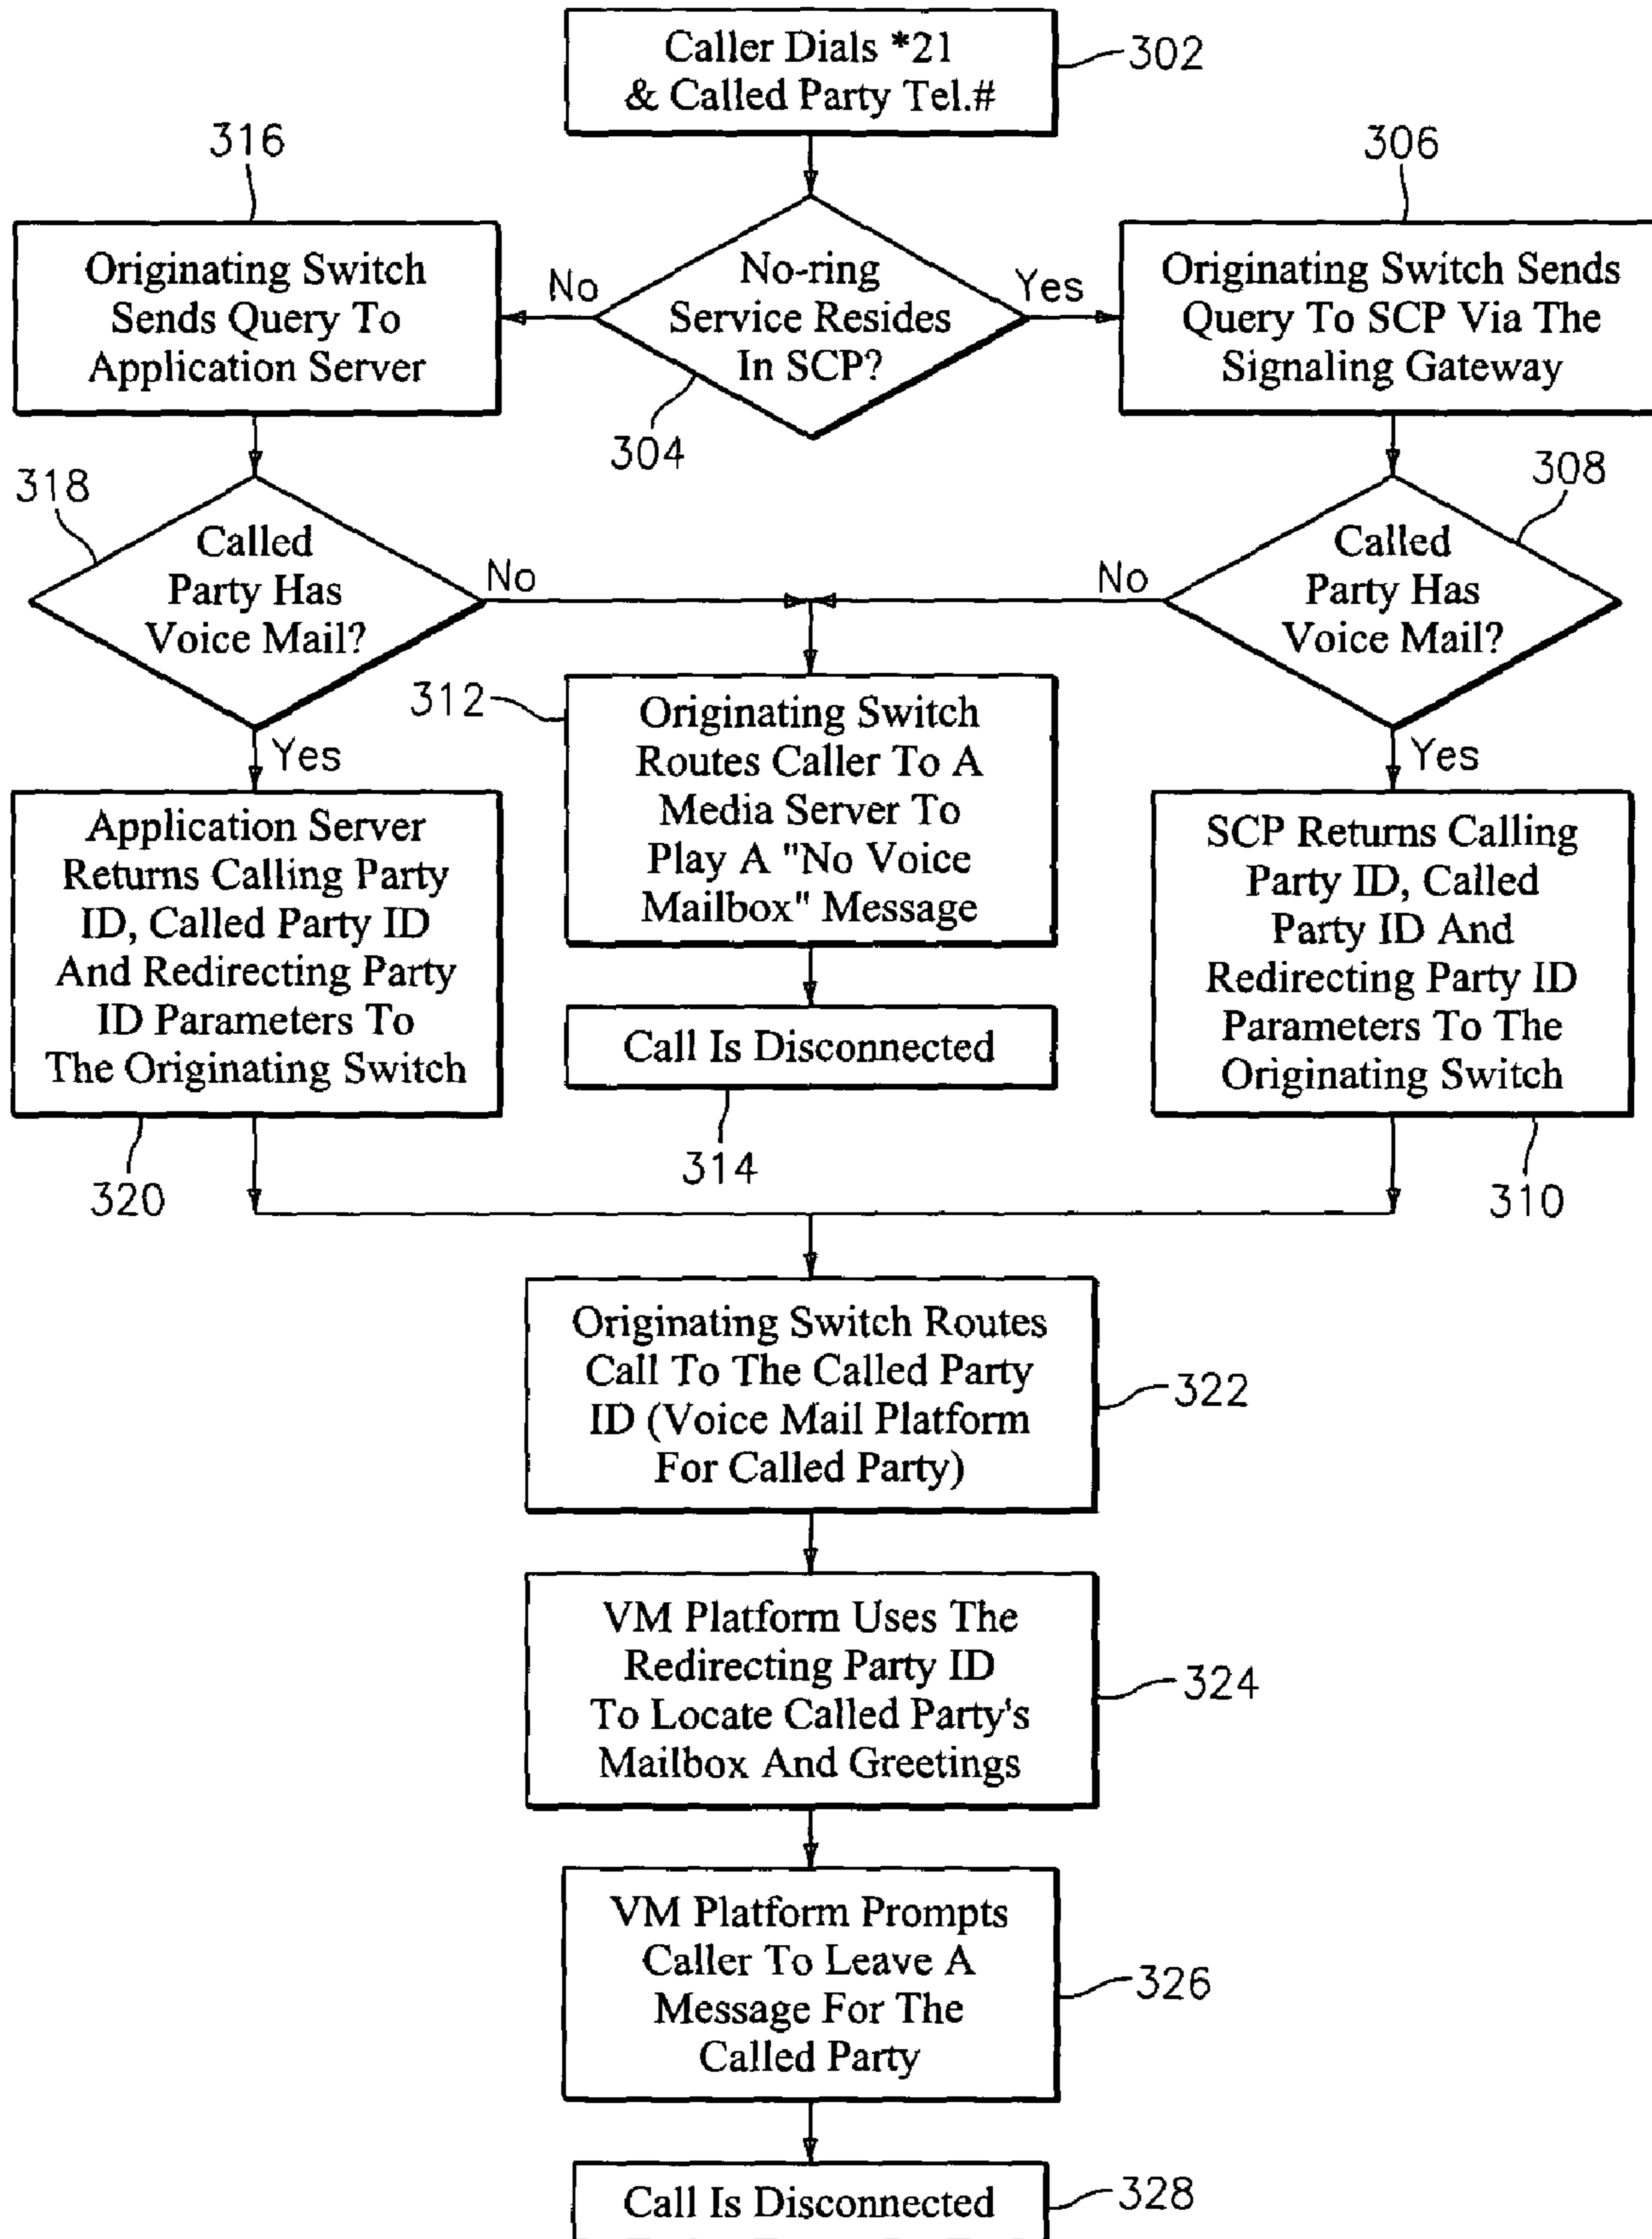 Caller Dials *21
& Called Party Tel.#
302
316
306
Originating Switch
Sends Query To
Application Server
No
No-ring
Service Resides
In SCP?
Yes
Originating Switch Sends
Query To SCP Via The
Signaling Gateway
304
318
308
Called
Party Has
Voice Mail?
No
No
Called
Party Has
Voice Mail?
312
Originating Switch
Routes Caller To A
Media Server To
Play A "No Voice
Mailbox" Message
Yes
Yes
Application Server
Returns Calling Party
ID, Called Party ID
And Redirecting Party
ID Parameters To
The Originating Switch
SCP Returns Calling
Party ID, Called
Party ID And
Redirecting Party ID
Parameters To The
Originating Switch
Call Is Disconnected
314
320
310
Originating Switch Routes
Call To The Called Party
ID (Voice Mail Platform
For Called Party)
322
VM Platform Uses The
Redirecting Party ID
To Locate Called Party's
Mailbox And Greetings
324
VM Platform Prompts
Caller To Leave A
Message For The
Called Party
326
Call Is Disconnected
328